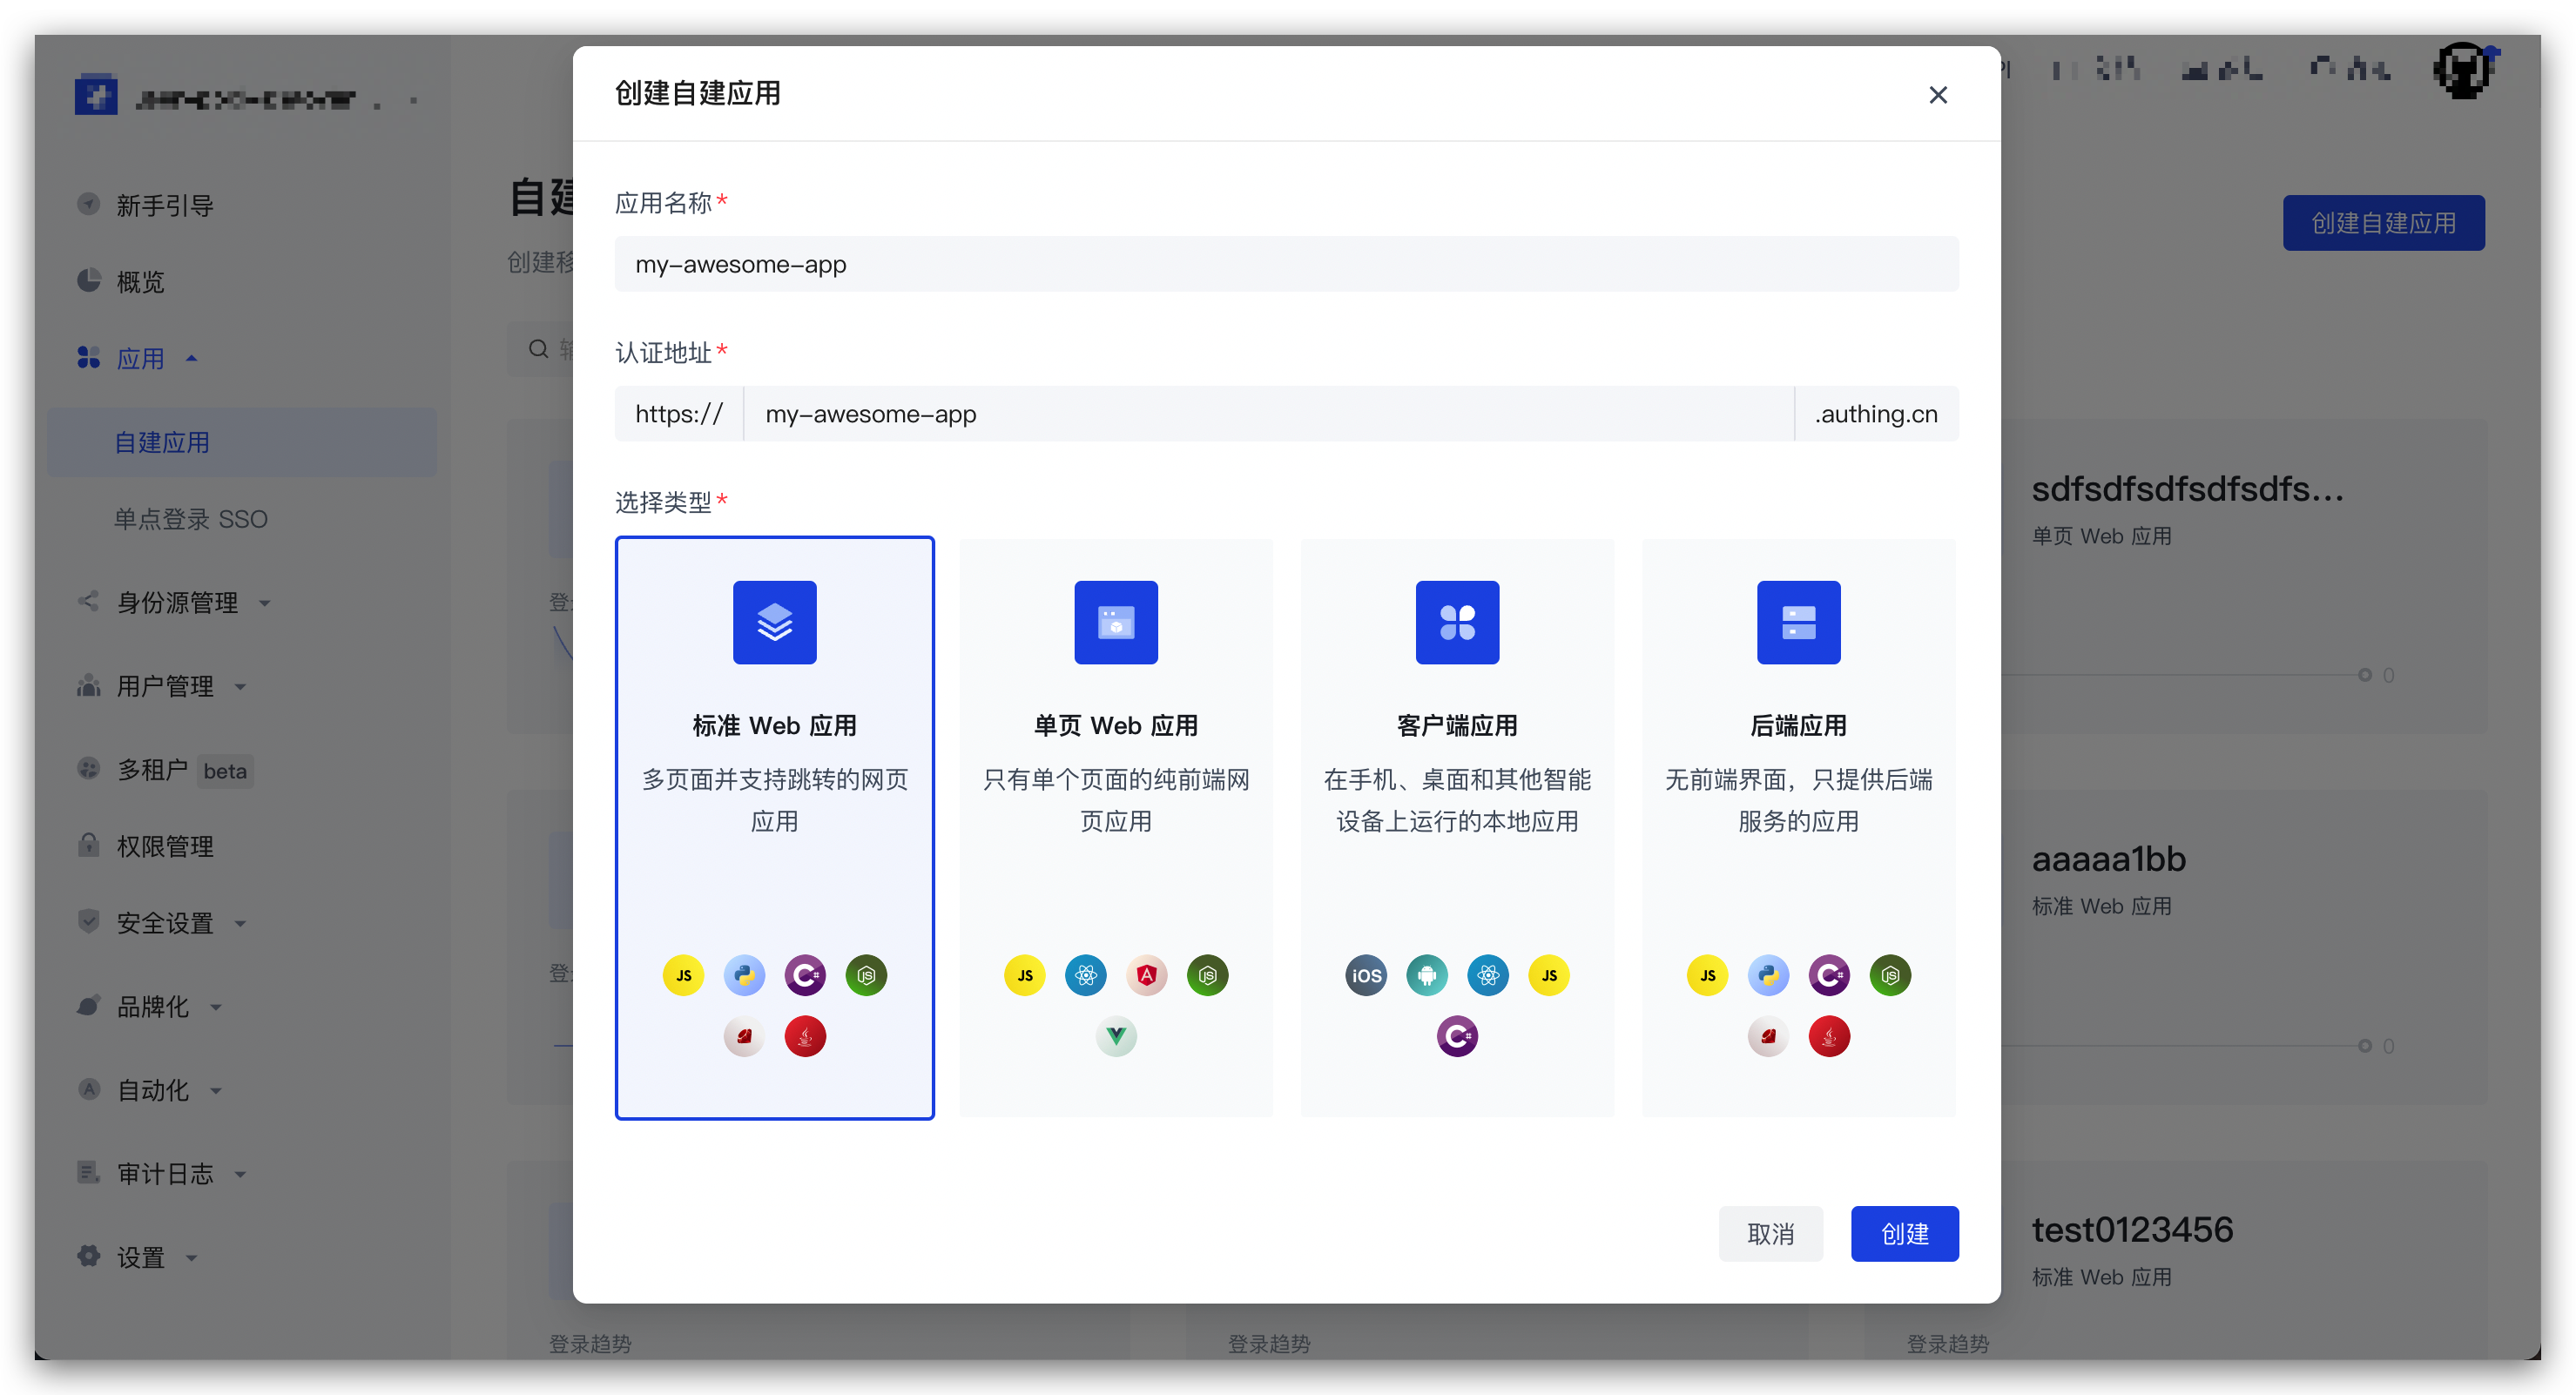 新手引导
概览
应用
自建应用
单点登录 SSO
身份源管理
用户管理
多租户 beta
权限管理
安全设置
品牌化
自动化
审计日志
设置
自建
创建移
创建自建应用
创建自建应用
应用名称*
my-awesome-app
认证地址*
https:// my-awesome-app .authing.cn
选择类型*
标准 Web 应用
多页面并支持跳转的网页
应用
JS
JS
单页 Web 应用
只有单个页面的纯前端网
页应用
JS
A
JS
客户端应用
在手机、桌面和其他智能
设备上运行的本地应用
iOS
JS
C#
后端应用
无前端界面，只提供后端
服务的应用
JS
C#
JS
取消
创建
sdfsdfsdfsdfsdfs...
单页 Web 应用
0
aaaaa1bb
标准 Web 应用
0
test0123456
标准 Web 应用
登录趋势
登录趋势
登录趋势